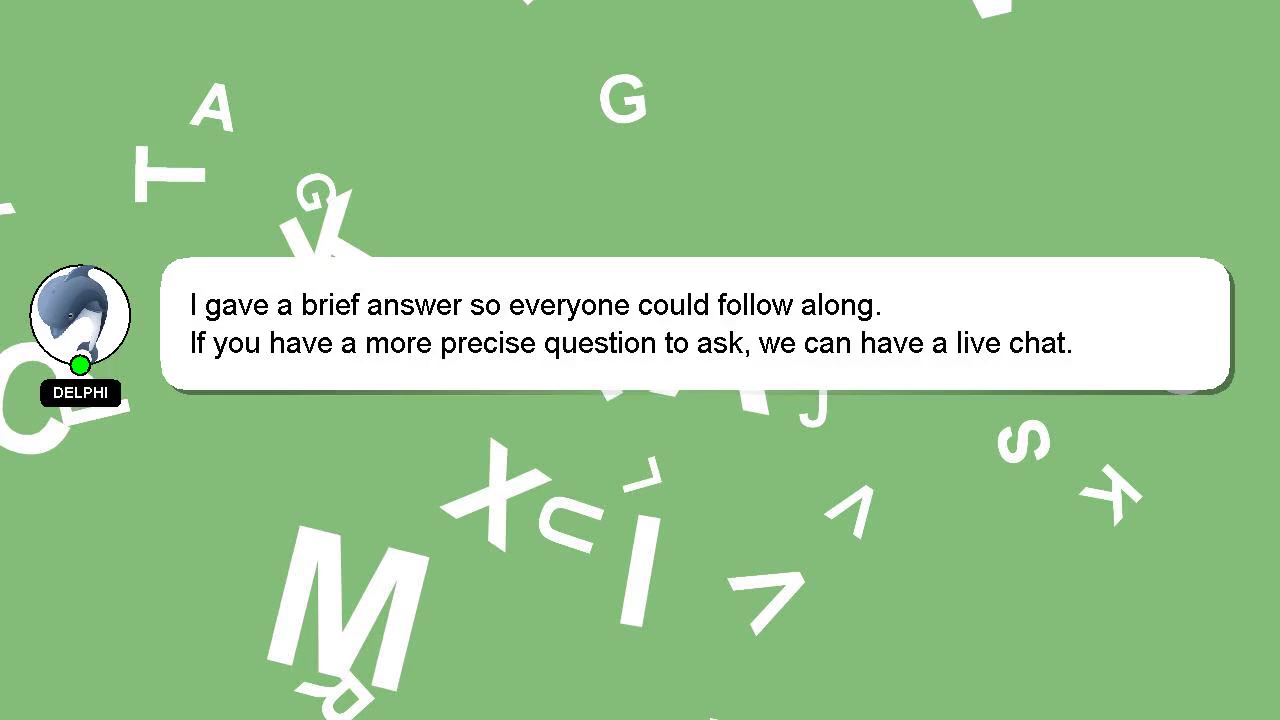 A
G
T
G
K
I gave a brief answer so everyone could follow along.
If you have a more precise question to ask, we can have a live chat.
DELPHI
C
J
S
X
L
K
U
V
I
M
V
R